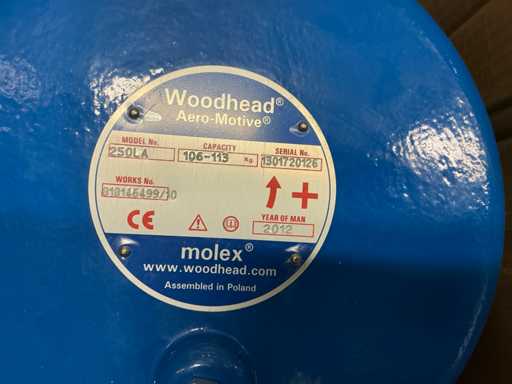 Woodhead®
Aero-Motive®
MODEL No. CAPACITY SERIAL No.
250LA 106-113 Kg 1301720126
WORKS No.
YEAR OF MAN
CE 2012
molex®
www.woodhead.com
Assembled in Poland